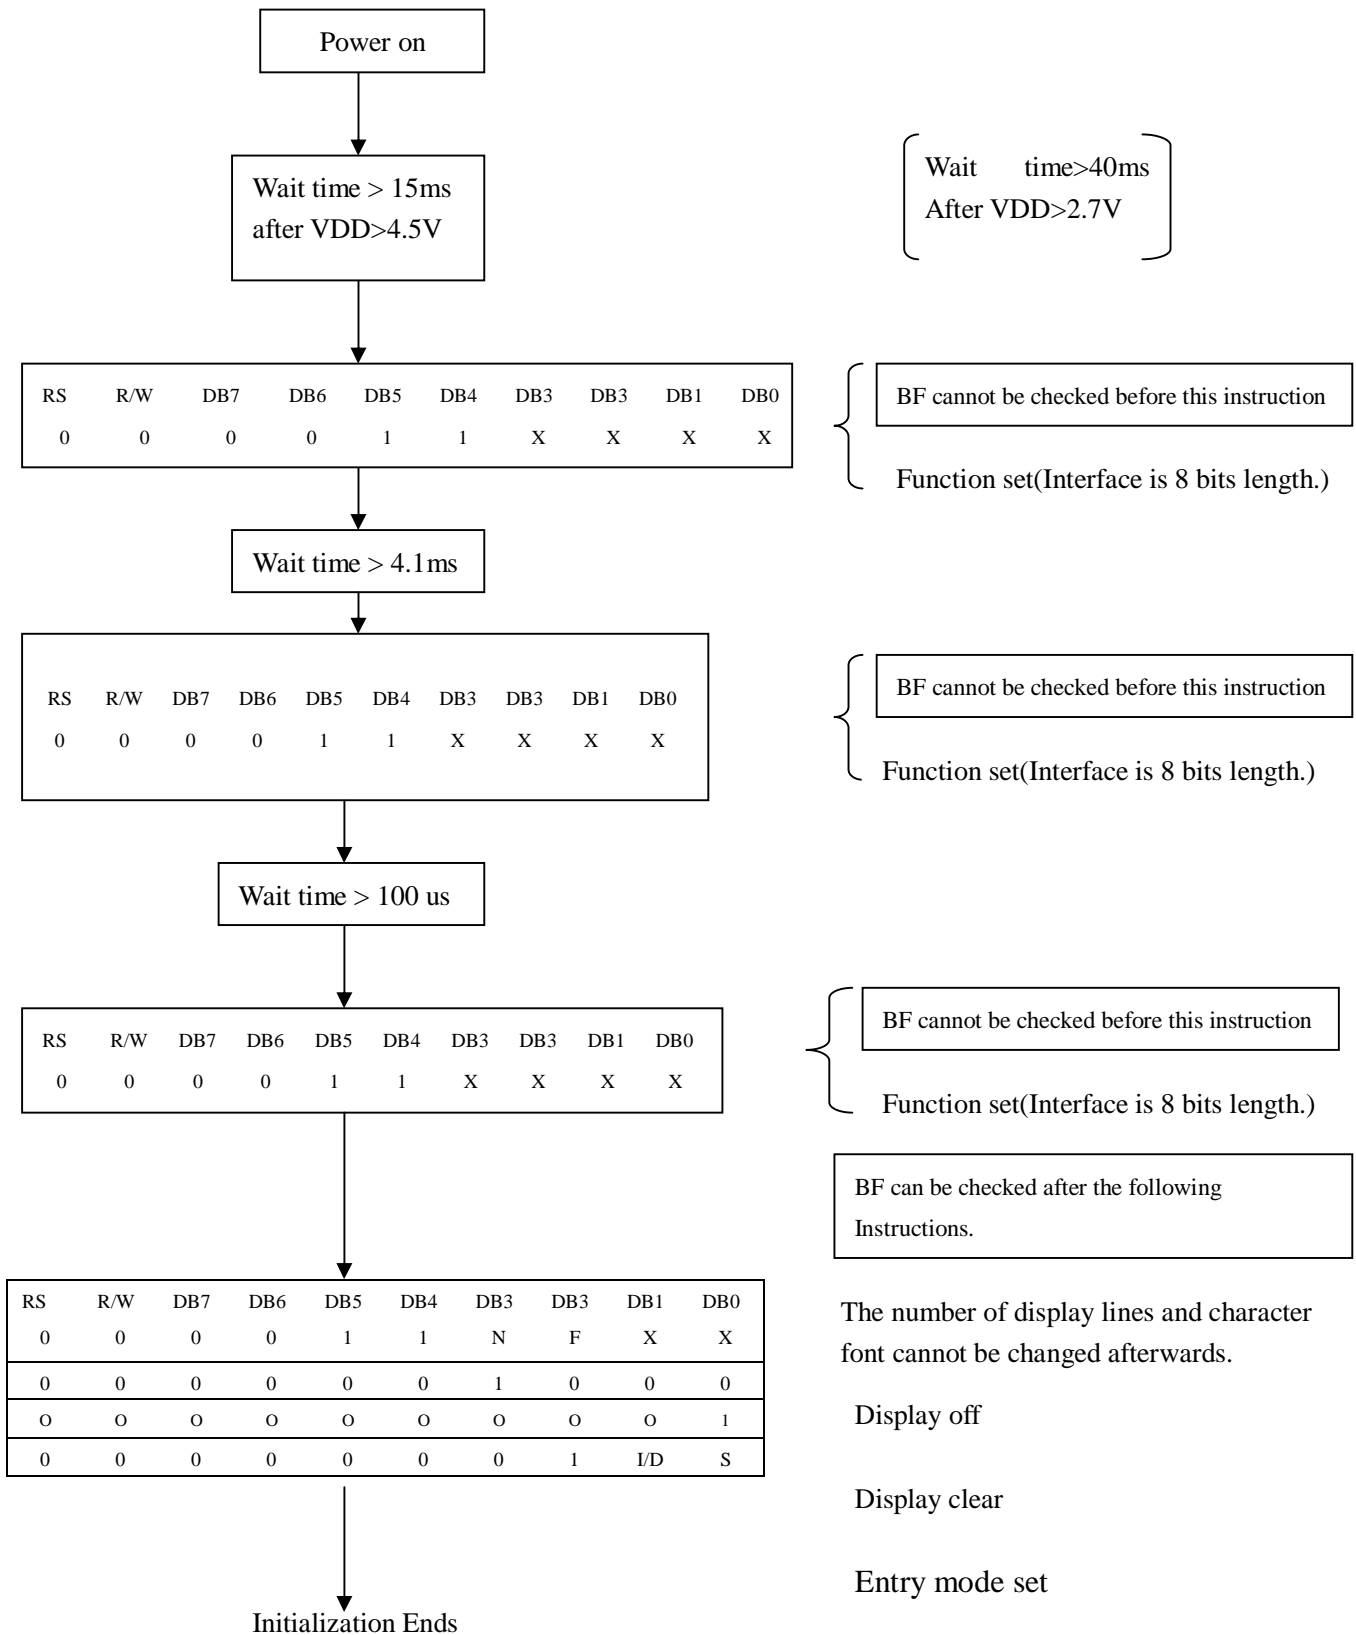 Power on
Wait time > 15ms
after VDD>4.5V
Wait time>40ms
After VDD>2.7V
RS R/W DB7 DB6 DB5 DB4 DB3 DB3 DB1 DB0
0 0 0 0 1 1 X X X X
BF cannot be checked before this instruction
Function set(Interface is 8 bits length.)
Wait time > 4.1ms
RS R/W DB7 DB6 DB5 DB4 DB3 DB3 DB1 DB0
0 0 0 0 1 1 X X X X
BF cannot be checked before this instruction
Function set(Interface is 8 bits length.)
Wait time > 100 us
RS R/W DB7 DB6 DB5 DB4 DB3 DB3 DB1 DB0
0 0 0 0 1 1 X X X X
BF cannot be checked before this instruction
Function set(Interface is 8 bits length.)
BF can be checked after the following
Instructions.
RS R/W DB7 DB6 DB5 DB4 DB3 DB3 DB1 DB0
0 0 0 0 1 1 N F X X
0 0 0 0 0 0 1 0 0 0
O O O O O O O O O 1
0 0 0 0 0 0 0 1 I/D S
The number of display lines and character
font cannot be changed afterwards.
Display off
Display clear
Entry mode set
Initialization Ends